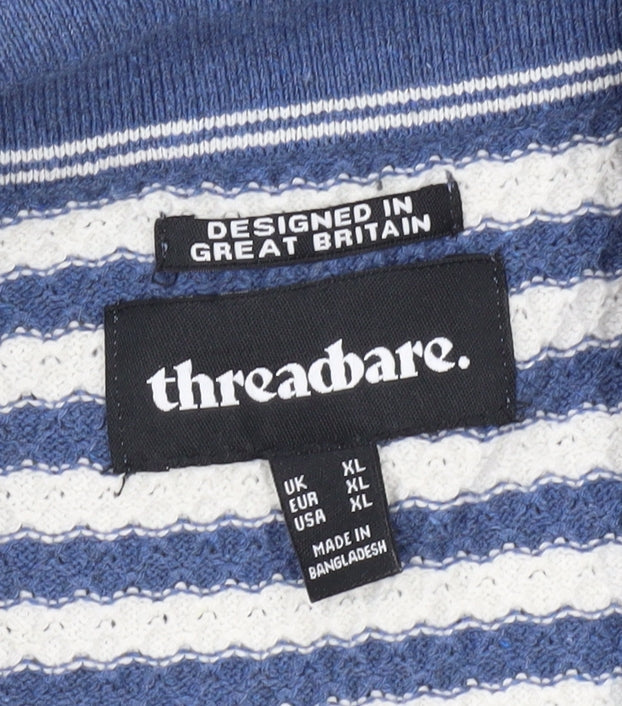 DESIGNED IN
GREAT BRITAIN
threadbare.
UK XL
EUR XL
USA XL
MADE IN
BANGLADESH